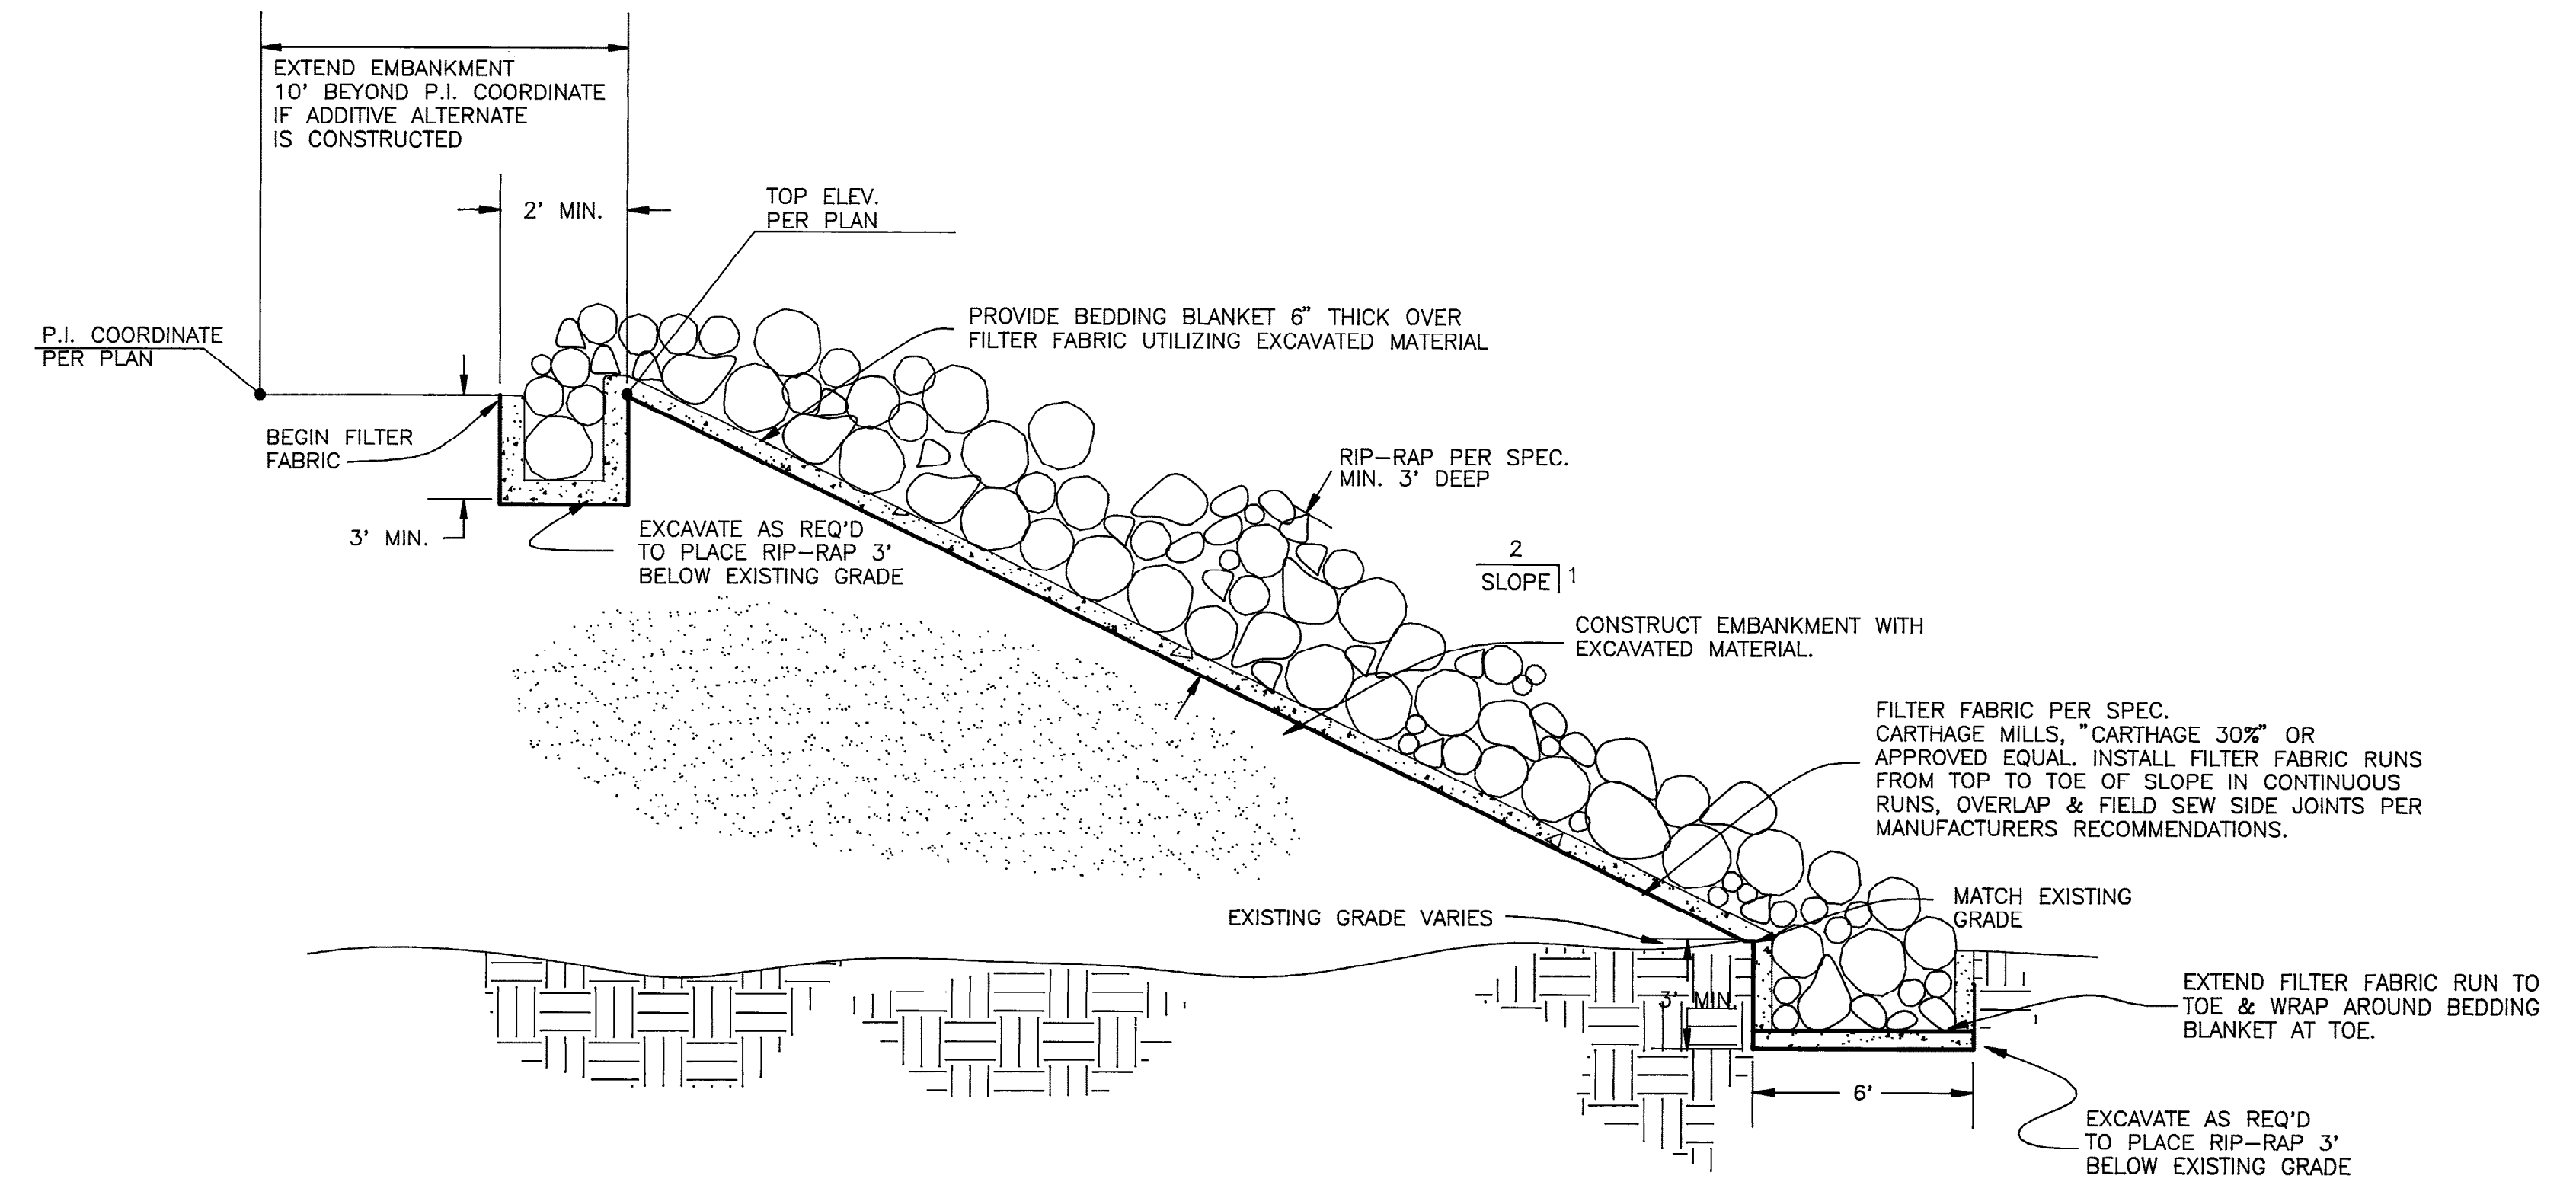 EXTEND EMBANKMENT
10' BEYOND P.I. COORDINATE
IF ADDITIVE ALTERNATE
IS CONSTRUCTED
2' MIN.
TOP ELEV.
PER PLAN
P.I. COORDINATE
PER PLAN
PROVIDE BEDDING BLANKET 6" THICK OVER
FILTER FABRIC UTILIZING EXCAVATED MATERIAL
BEGIN FILTER
FABRIC
3' MIN.
EXCAVATE AS REQ'D
TO PLACE RIP-RAP 3'
BELOW EXISTING GRADE
RIP-RAP PER SPEC.
MIN. 3' DEEP
2
SLOPE 1
CONSTRUCT EMBANKMENT WITH
EXCAVATED MATERIAL.
FILTER FABRIC PER SPEC.
CARTHAGE MILLS, "CARTHAGE 30%" OR
APPROVED EQUAL. INSTALL FILTER FABRIC RUNS
FROM TOP TO TOE OF SLOPE IN CONTINUOUS
RUNS, OVERLAP & FIELD SEW SIDE JOINTS PER
MANUFACTURERS RECOMMENDATIONS.
EXISTING GRADE VARIES
MATCH EXISTING
GRADE
3' MIN.
EXTEND FILTER FABRIC RUN TO
TOE & WRAP AROUND BEDDING
BLANKET AT TOE.
6'
EXCAVATE AS REQ'D
TO PLACE RIP-RAP 3'
BELOW EXISTING GRADE